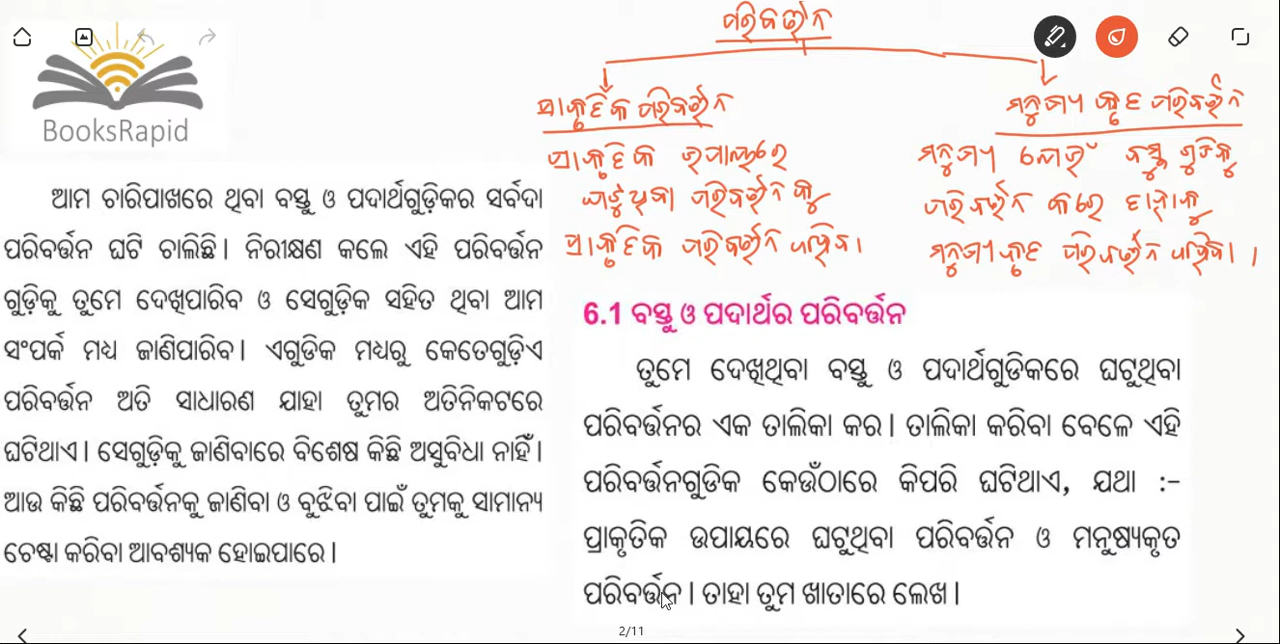 ପରିବର୍ତ୍ତନ
ପ୍ରାକୃତିକ ପରିବର୍ତ୍ତନ
ପ୍ରାକୃତିକ ଉପାୟରେ
ଘଟୁଥିବା ପରିବର୍ତ୍ତନ କୁ
ପ୍ରାକୃତିକ ପରିବର୍ତ୍ତନ କହିବା।
ମନୁଷ୍ୟ କୃତ ପରିବର୍ତ୍ତନ
ମନୁଷ୍ୟ ଯେଉଁ ବସ୍ତୁ ଗୁଡିକୁ
ପରିବର୍ତ୍ତନ କରେ ତାହାକୁ
ମନୁଷ୍ୟକୃତ ପରିବର୍ତ୍ତନ କହିବା।
BooksRapid
ଆମ ଚାରିପାଖରେ ଥିବା ବସ୍ତୁ ଓ ପଦାର୍ଥଗୁଡ଼ିକର ସର୍ବଦା
ପରିବର୍ତ୍ତନ ଘଟି ଚାଲିଛି। ନିରୀକ୍ଷଣ କଲେ ଏହି ପରିବର୍ତ୍ତନ
ଗୁଡ଼ିକୁ ତୁମେ ଦେଖିପାରିବ ଓ ସେଗୁଡ଼ିକ ସହିତ ଥିବା ଆମ
ସଂପର୍କ ମଧ୍ୟ ଜାଣିପାରିବ। ଏଗୁଡିକ ମଧ୍ୟରୁ କେତେଗୁଡ଼ିଏ
ପରିବର୍ତ୍ତନ ଅତି ସାଧାରଣ ଯାହା ତୁମର ଅତିନିକଟରେ
ଘଟିଥାଏ। ସେଗୁଡ଼ିକୁ ଜାଣିବାରେ ବିଶେଷ କିଛି ଅସୁବିଧା ନାହିଁ।
ଆଉ କିଛି ପରିବର୍ତ୍ତନକୁ ଜାଣିବା ଓ ବୁଝିବା ପାଇଁ ତୁମକୁ ସାମାନ୍ୟ
ଚେଷ୍ଟା କରିବା ଆବଶ୍ୟକ ହୋଇପାରେ।
6.1 ବସ୍ତୁ ଓ ପଦାର୍ଥର ପରିବର୍ତ୍ତନ
ତୁମେ ଦେଖିଥିବା ବସ୍ତୁ ଓ ପଦାର୍ଥଗୁଡିକରେ ଘଟୁଥିବା
ପରିବର୍ତ୍ତନର ଏକ ତାଲିକା କର। ତାଲିକା କରିବା ବେଳେ ଏହି
ପରିବର୍ତ୍ତନଗୁଡିକ କେଉଁଠାରେ କିପରି ଘଟିଥାଏ, ଯଥା :-
ପ୍ରାକୃତିକ ଉପାୟରେ ଘଟୁଥିବା ପରିବର୍ତ୍ତନ ଓ ମନୁଷ୍ୟକୃତ
ପରିବର୍ତ୍ତନ। ତାହା ତୁମ ଖାତାରେ ଲେଖ।
2/11